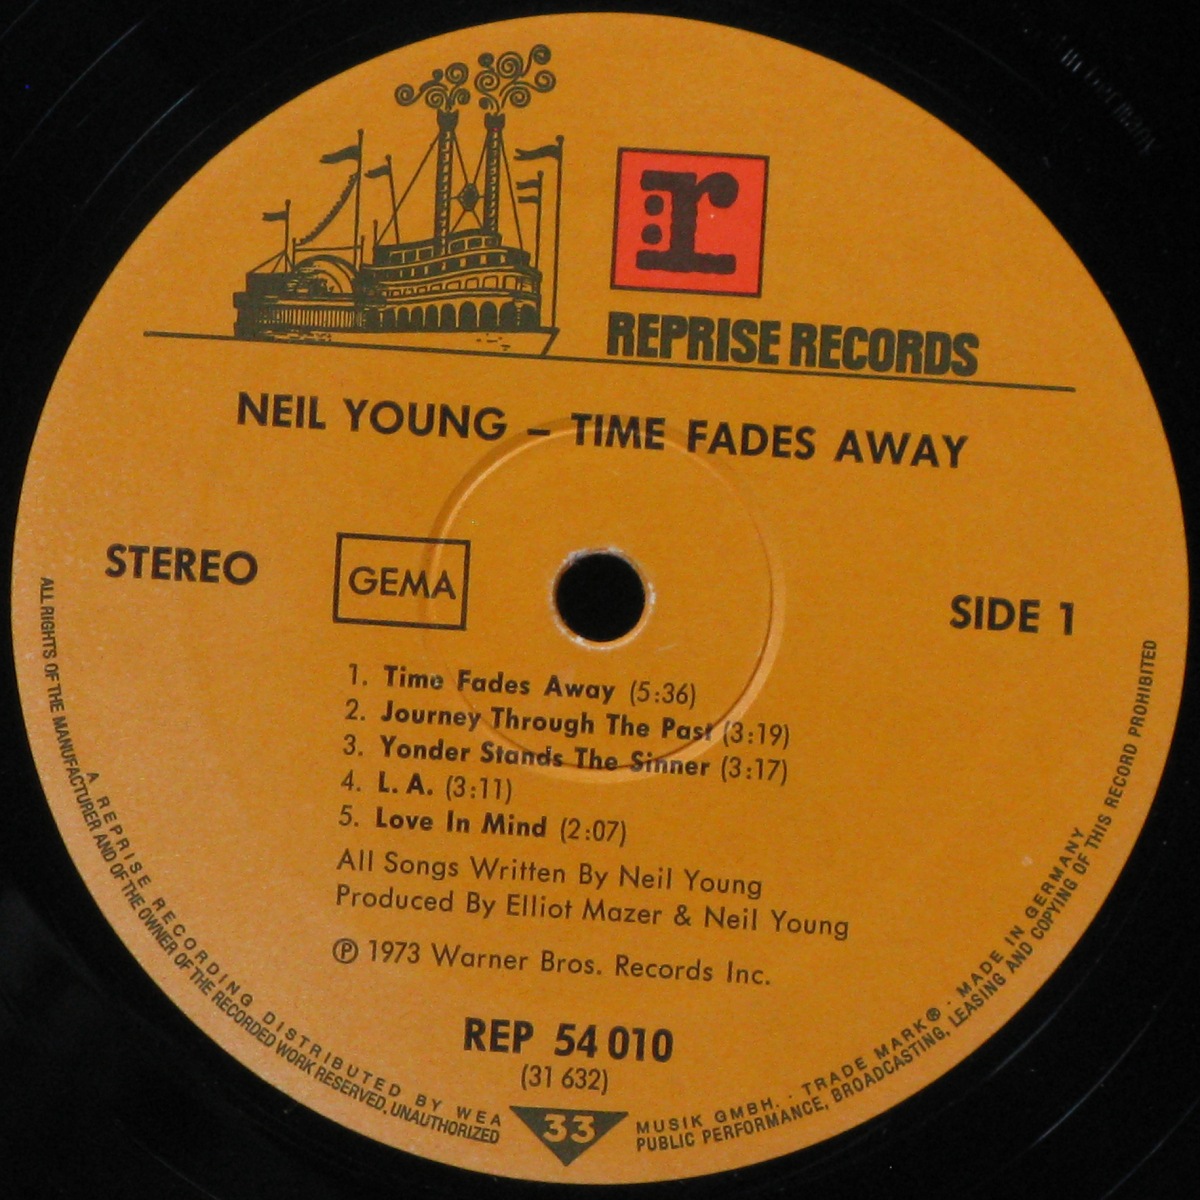 r
REPRISE RECORDS
NEIL YOUNG – TIME FADES AWAY
STEREO
GEMA
SIDE 1
1. Time Fades Away (5:36)
2. Journey Through The Past (3:19)
3. Yonder Stands The Sinner (3:17)
4. L. A. (3:11)
5. Love In Mind (2:07)
All Songs Written By Neil Young
Produced By Elliot Mazer & Neil Young
Ⓟ 1973 Warner Bros. Records Inc.
REP 54 010
(31 632)
33
A REPRISE RECORDING DISTRIBUTED BY WEA MUSIK GMBH. . TRADE MARK® . MADE IN GERMANY
ALL RIGHTS OF THE MANUFACTURER AND OF THE OWNER OF THE RECORDED WORK RESERVED, UNAUTHORIZED PUBLIC PERFORMANCE, BROADCASTING, LEASING AND COPYING OF THIS RECORD PROHIBITED